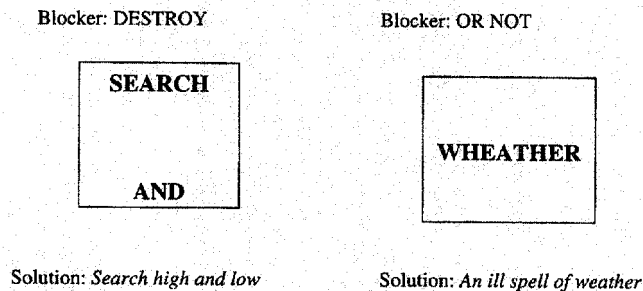 Blocker: DESTROY
SEARCH
AND
Solution: Search high and low
Blocker: OR NOT
WHEATHER
Solution: An ill spell of weather